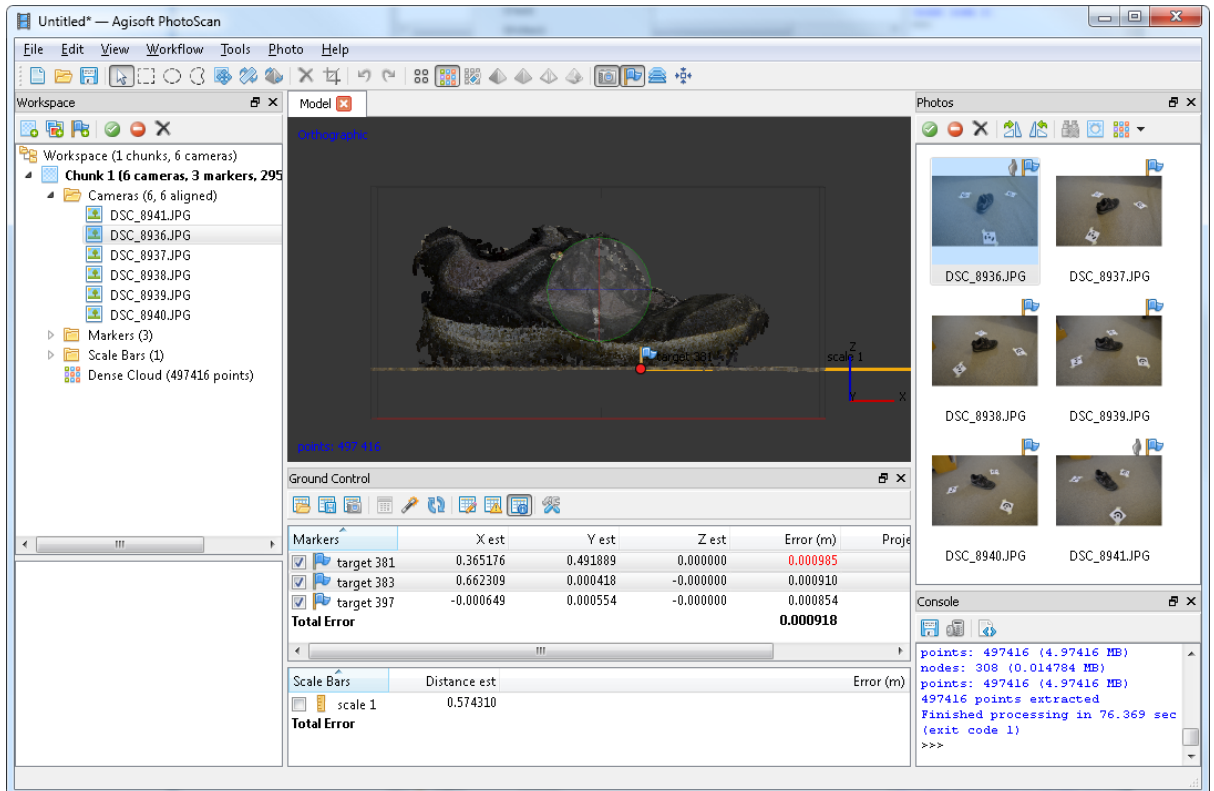 Untitled* — Agisoft PhotoScan
File Edit View Workflow Tools Photo Help
Workspace
Workspace (1 chunks, 6 cameras)
Chunk 1 (6 cameras, 3 markers, 295
Cameras (6, 6 aligned)
DSC_8941.JPG
DSC_8936.JPG
DSC_8937.JPG
DSC_8938.JPG
DSC_8939.JPG
DSC_8940.JPG
Markers (3)
Scale Bars (1)
Dense Cloud (497416 points)
Model
Orthographic
target 381
scale 1
Z
Y X
points: 497 416
Ground Control
Markers X est Y est Z est Error (m) Proje
target 381 0.365176 0.491889 0.000000 0.000985
target 383 0.662309 0.000418 -0.000000 0.000910
target 397 -0.000649 0.000554 -0.000000 0.000854
Total Error 0.000918
Scale Bars Distance est Error (m)
scale 1 0.574310
Total Error
Photos
DSC_8936.JPG DSC_8937.JPG
DSC_8938.JPG DSC_8939.JPG
DSC_8940.JPG DSC_8941.JPG
Console
points: 497416 (4.97416 MB)
nodes: 308 (0.014784 MB)
points: 497416 (4.97416 MB)
497416 points extracted
Finished processing in 76.369 sec
(exit code 1)
>>>